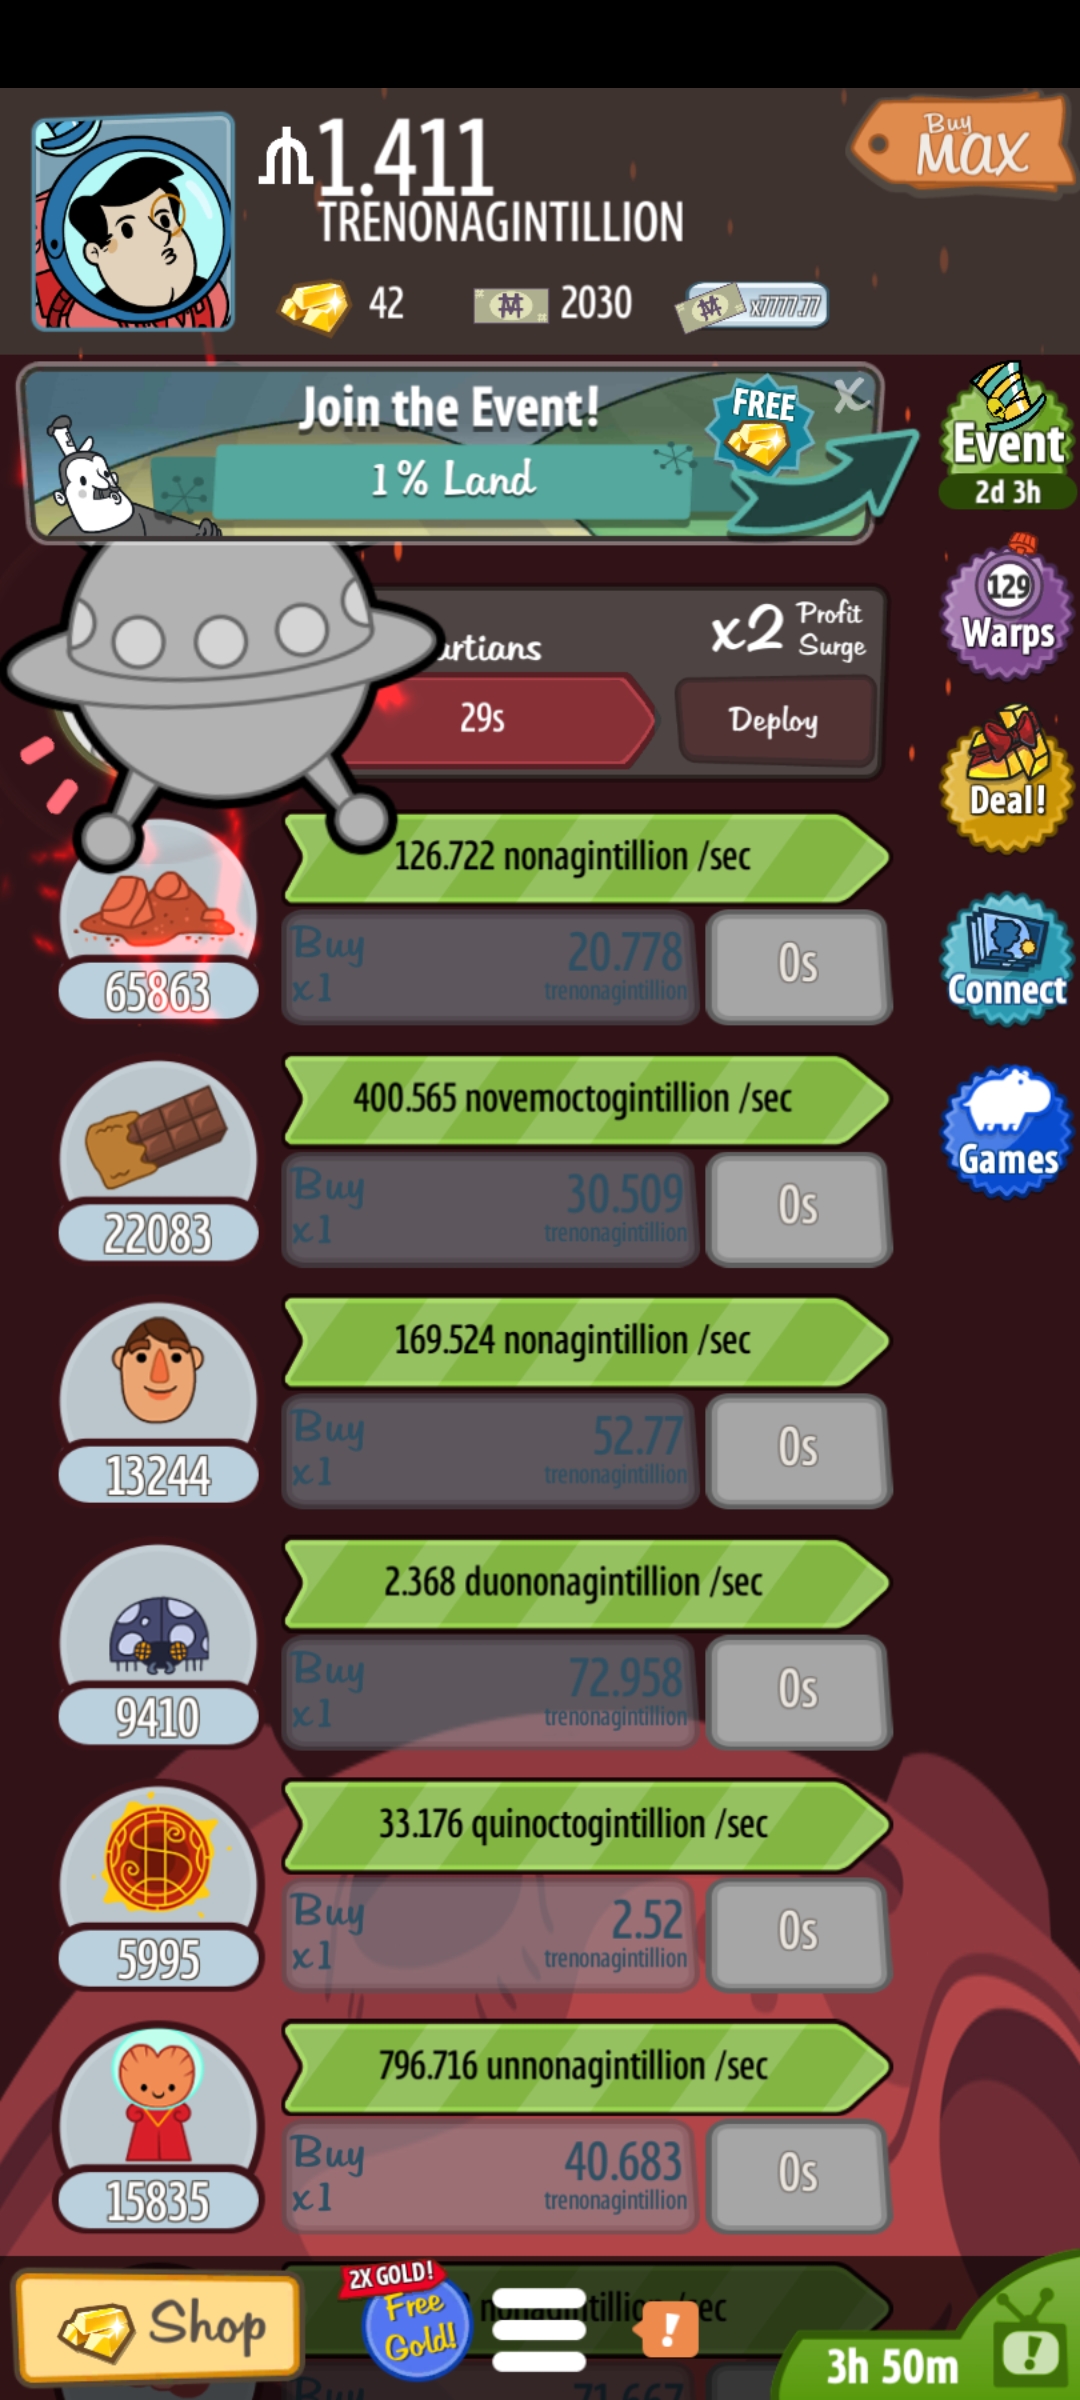 Buy
MAX
1.411
TRENONAGINTILLION
42
2030
x7777.77
Join the Event!
FREE
X
1% Land
Event
2d 3h
129
Warps
rtians
x2 Profit
Surge
29s
Deploy
Deal!
126.722 nonagintillion /sec
Buy
x1
20.778
trenonagintillion
0s
65863
Connect
400.565 novemoctogintillion /sec
Buy
x1
30.509
trenonagintillion
0s
22083
Games
169.524 nonagintillion /sec
Buy
x1
52.77
trenonagintillion
0s
13244
2.368 duononagintillion /sec
Buy
x1
72.958
trenonagintillion
0s
9410
33.176 quinoctogintillion /sec
Buy
x1
2.52
trenonagintillion
0s
5995
796.716 unnonagintillion /sec
Buy
x1
40.683
trenonagintillion
0s
15835
Shop
2X GOLD!
Free
Gold!
nonagintillion /sec
!
3h 50m
!
Buy
71.667